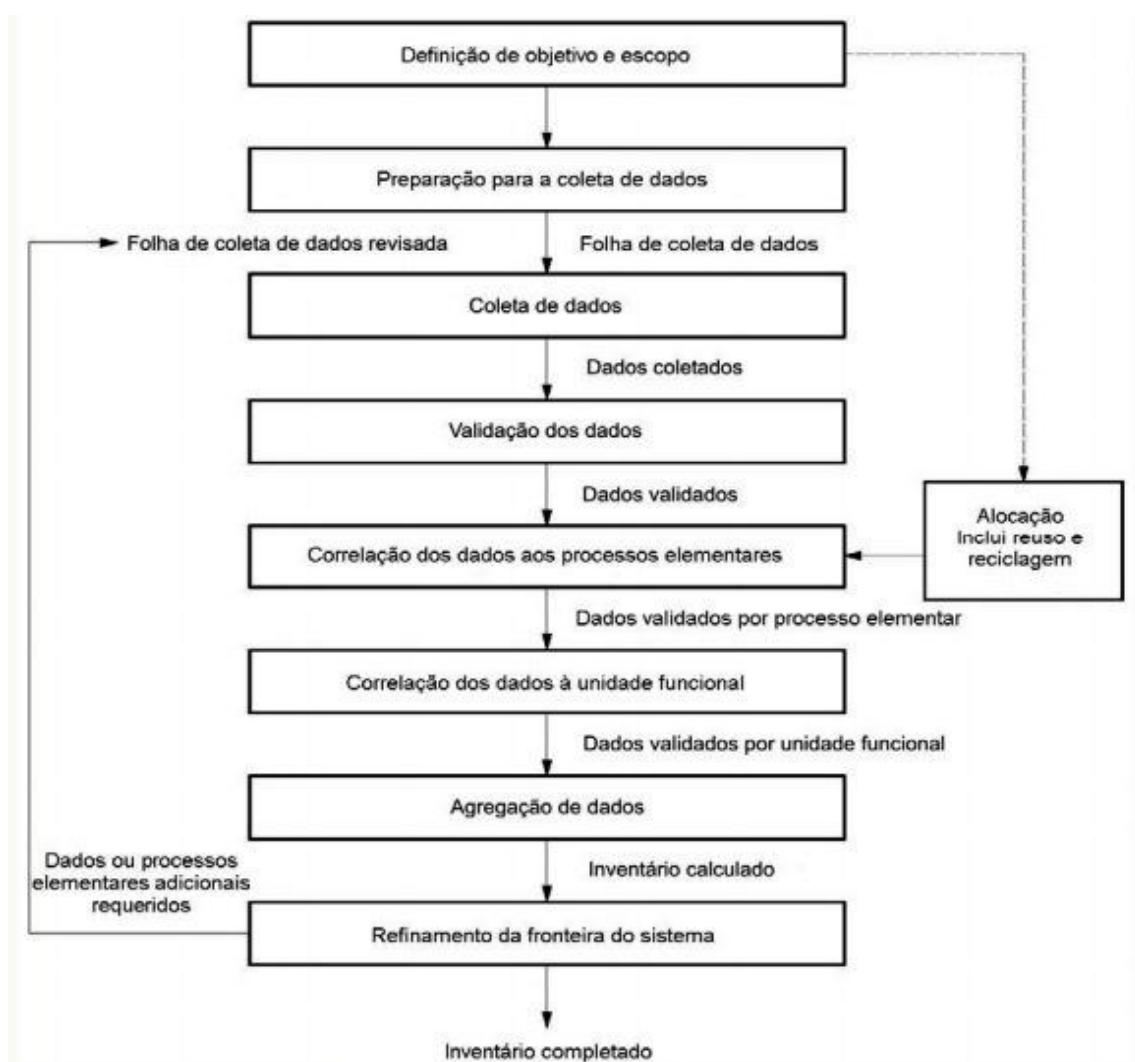 Definição de objetivo e escopo
Preparação para a coleta de dados
Folha de coleta de dados revisada
Folha de coleta de dados
Coleta de dados
Dados coletados
Validação dos dados
Dados validados
Alocação
Inclui reuso e
reciclagem
Correlação dos dados aos processos elementares
Dados validados por processo elementar
Correlação dos dados à unidade funcional
Dados validados por unidade funcional
Agregação de dados
Inventário calculado
Dados ou processos
elementares adicionais
requeridos
Refinamento da fronteira do sistema
Inventário completado